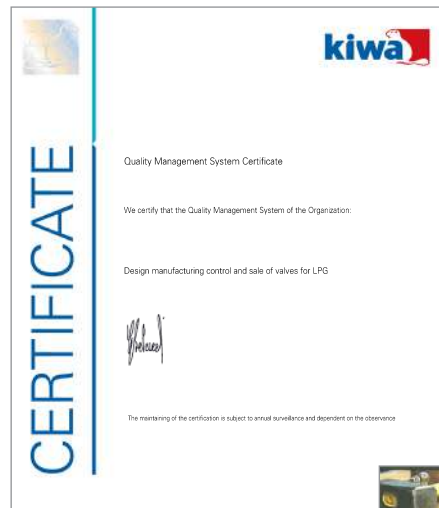 kiwa
CERTIFICATE
Quality Management System Certificate
We certify that the Quality Management System of the Organization:
Design manufacturing control and sale of valves for LPG
The maintaining of the certification is subject to annual surveillance and dependent on the observance